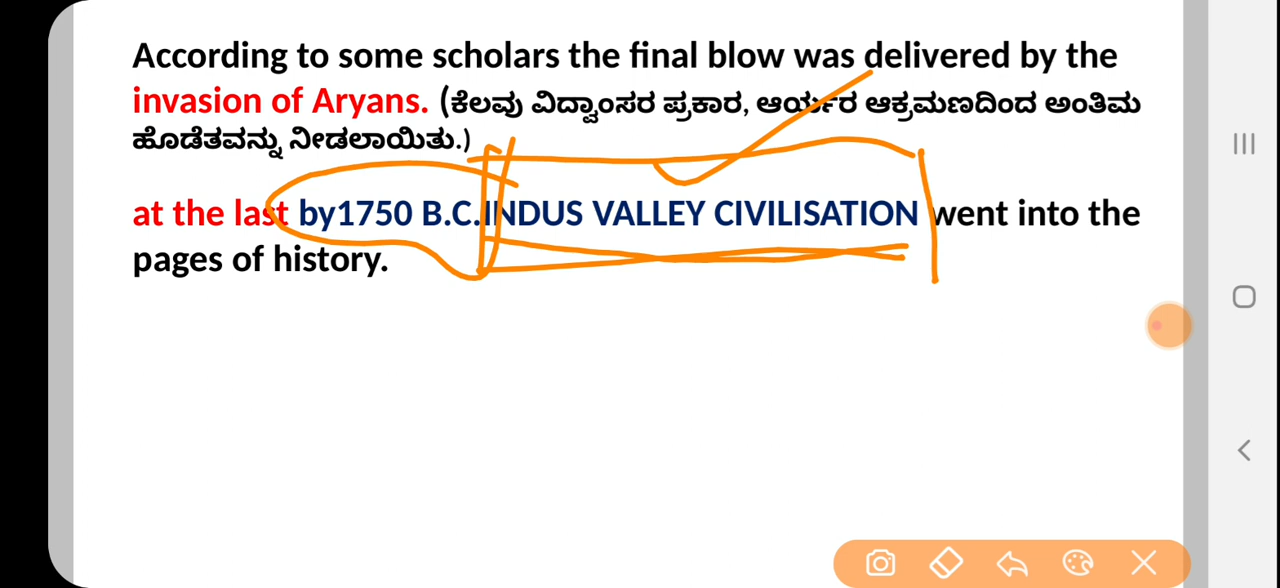 According to some scholars the final blow was delivered by the
invasion of Aryans. (ಕೆಲವು ವಿದ್ವಾಂಸರ ಪ್ರಕಾರ, ಆರ್ಯರ ಆಕ್ರಮಣದಿಂದ ಅಂತಿಮ
ಹೊಡೆತವನ್ನು ನೀಡಲಾಯಿತು.)
at the last by1750 B.C.INDUS VALLEY CIVILISATION went into the
pages of history.